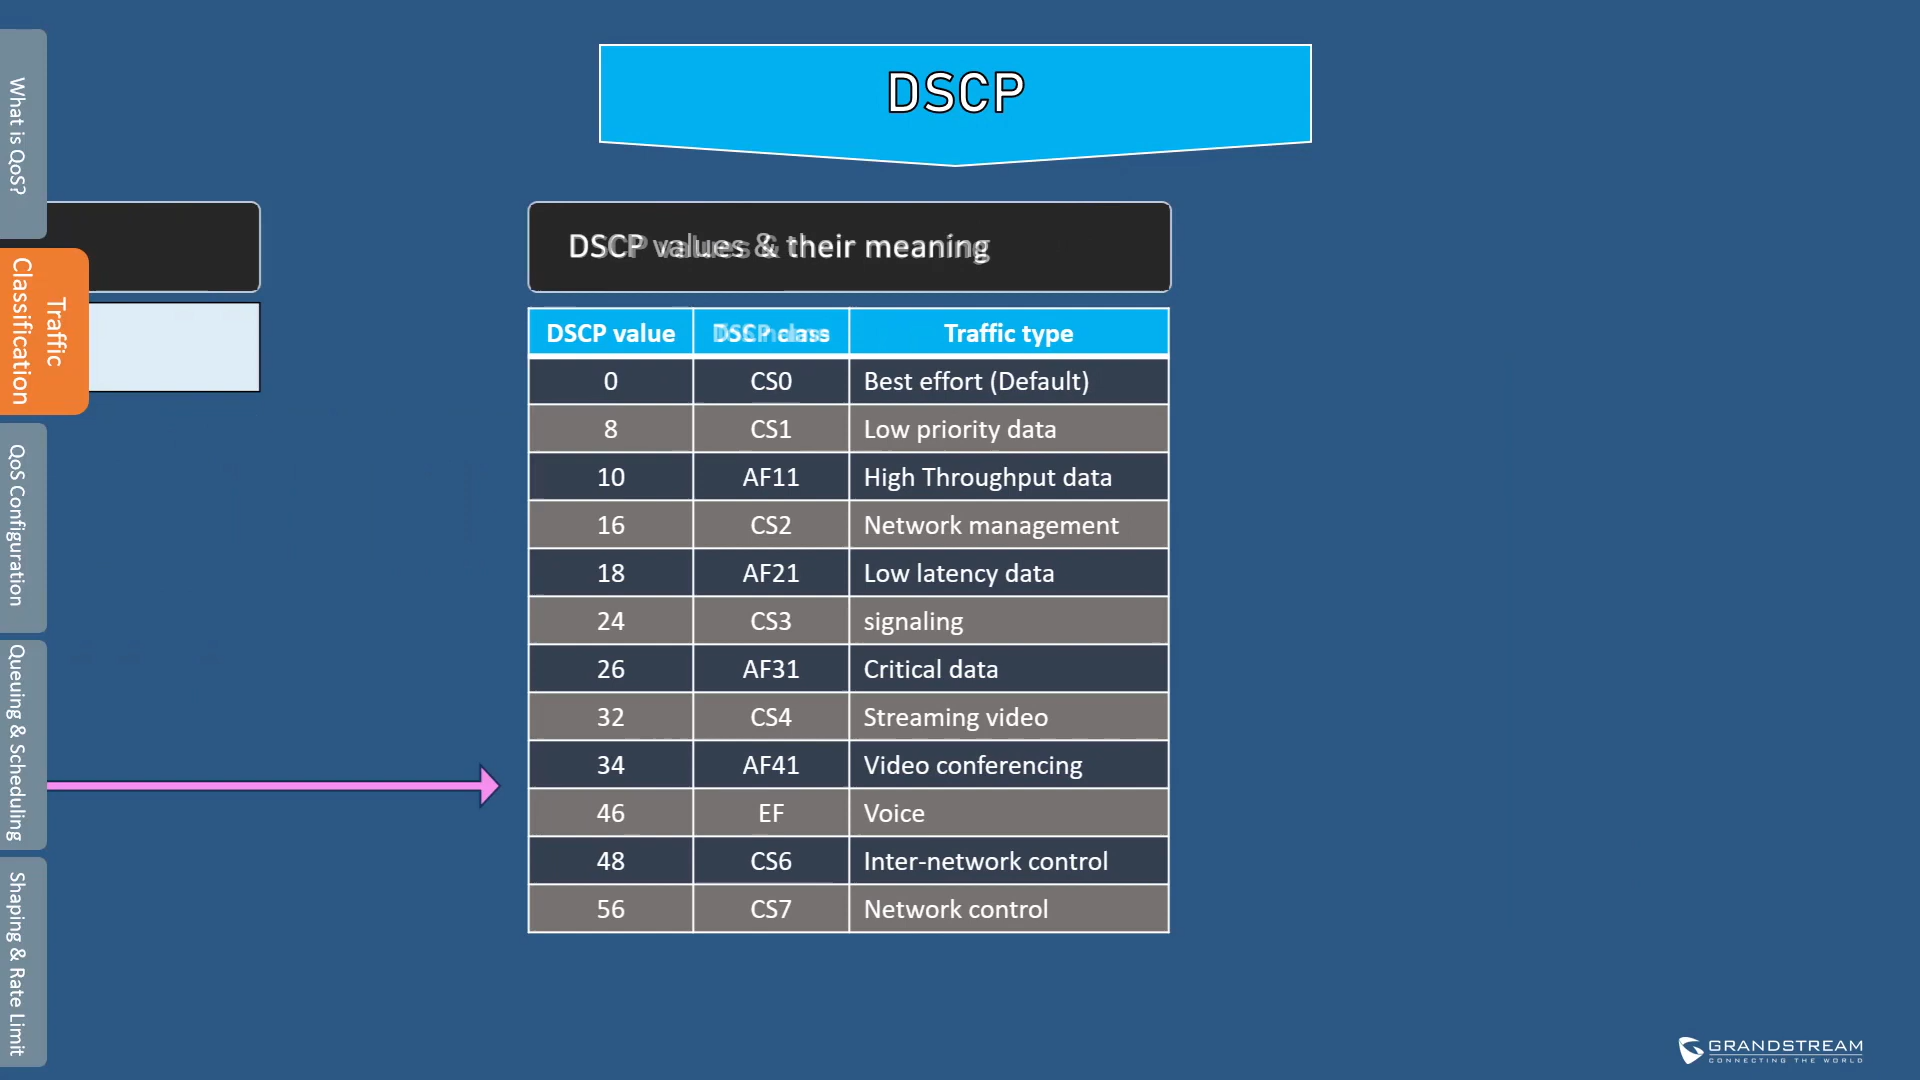 DSCP
What is QoS?
Traffic
Classification
QoS Configuration
Queuing & Scheduling
Shaping & Rate Limit
DSCP values & their meaning
DSCP value DSCP class Traffic type
0 CS0 Best effort (Default)
8 CS1 Low priority data
10 AF11 High Throughput data
16 CS2 Network management
18 AF21 Low latency data
24 CS3 signaling
26 AF31 Critical data
32 CS4 Streaming video
34 AF41 Video conferencing
46 EF Voice
48 CS6 Inter-network control
56 CS7 Network control
GRANDSTREAM
CONNECTING THE WORLD